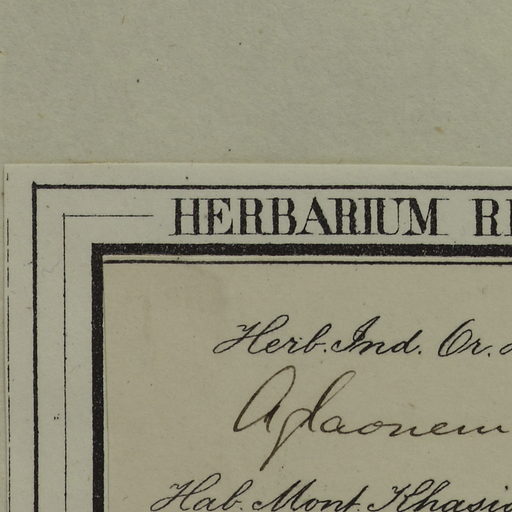 HERBARIUM
Herb. Ind. Or.
Aglaonem
Hab. Mont. Khasia